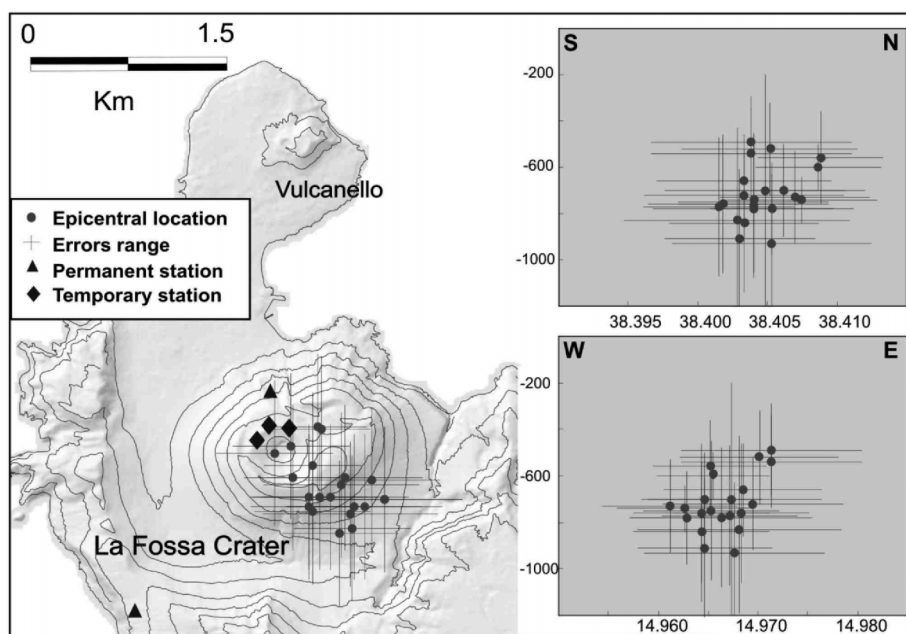 0 1.5
Km
Vulcanello
Epicentral location
Errors range
Permanent station
Temporary station
La Fossa Crater
S N
-200
-600
-1000
38.395 38.400 38.405 38.410
W E
-200
-600
-1000
14.960 14.970 14.980